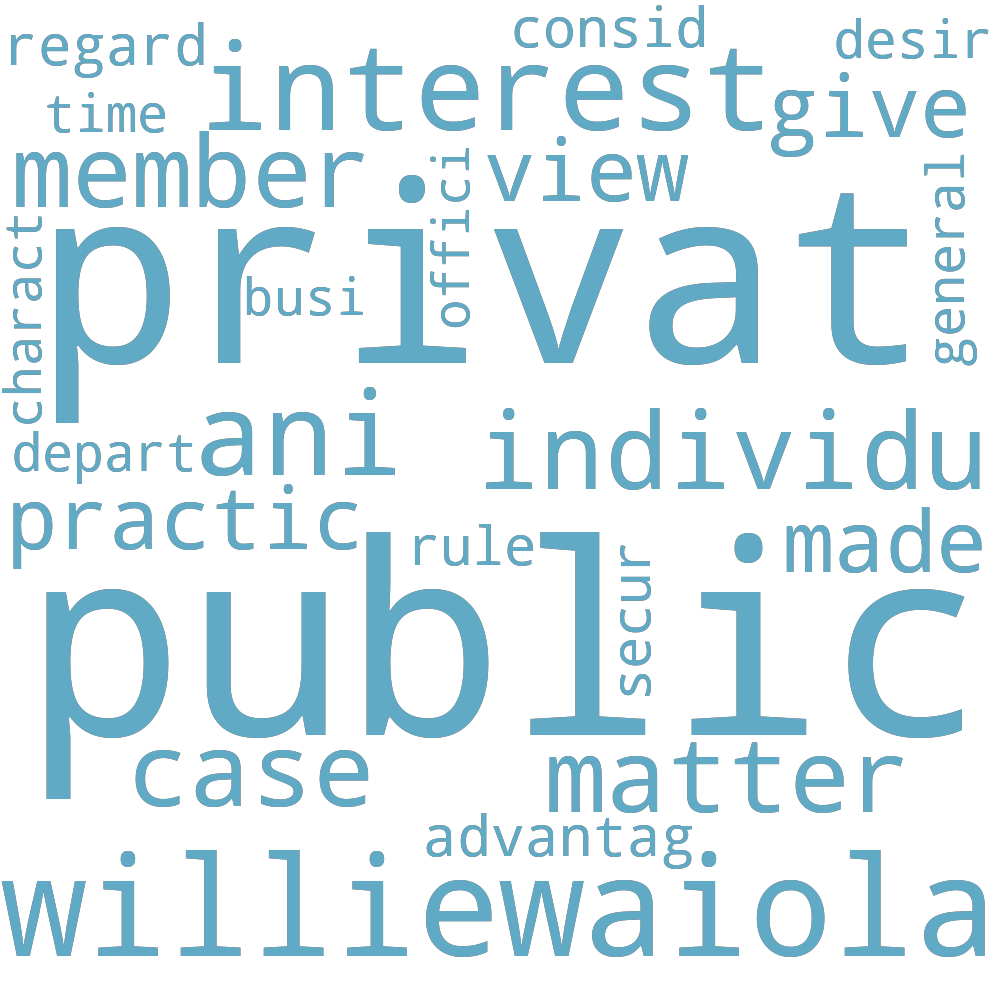 regard
consid
desir
interest
time
give
member
view
offici
general
privat
charact
busi
ani
individu
depart
practic
rule
made
public
secur
case
matter
advantag
williewaiola